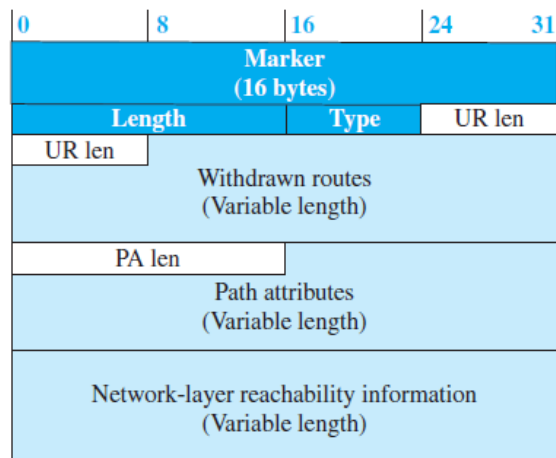 0 8 16 24 31
Marker
(16 bytes)
Length Type UR len
UR len
Withdrawn routes
(Variable length)
PA len
Path attributes
(Variable length)
Network-layer reachability information
(Variable length)